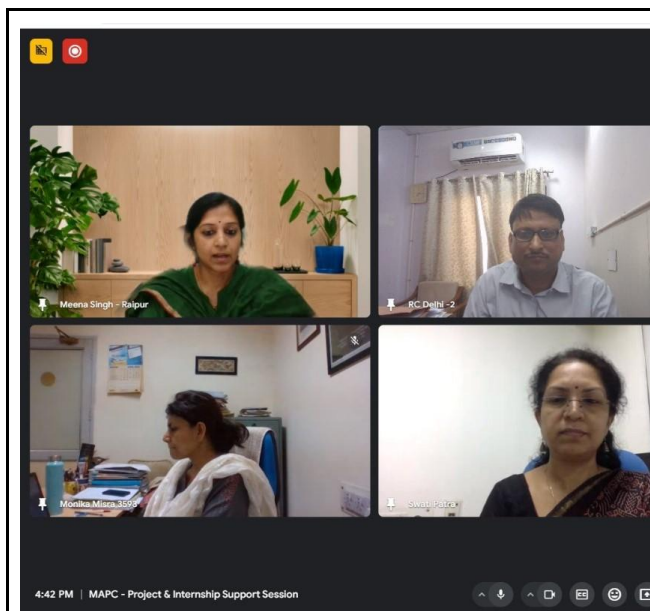 Meena Singh - Raipur
RC Delhi -2
Monika Misra 3593
Swati Patra
4:42 PM | MAPC - Project & Internship Support Session